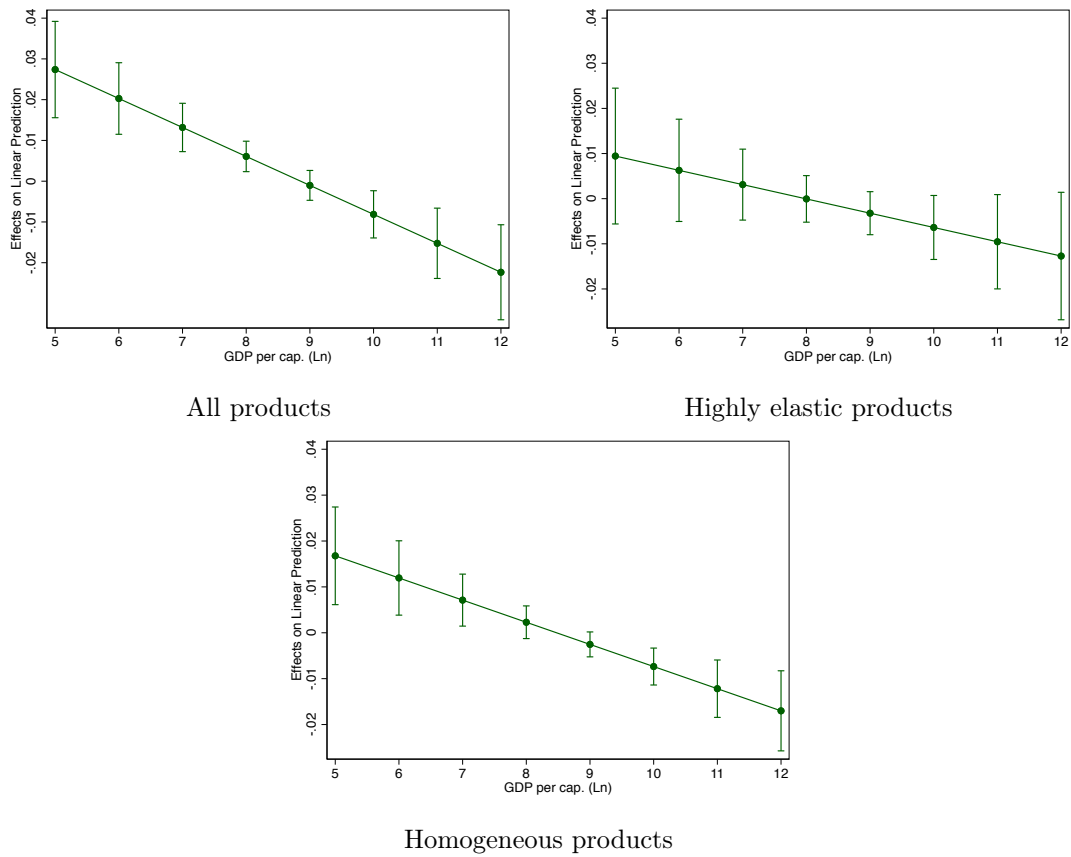 .04
.03
.02
.01
0
-.01
-.02
Effects on Linear Prediction
5 6 7 8 9 10 11 12
GDP per cap. (Ln)
All products
.04
.03
.02
.01
0
-.01
-.02
Effects on Linear Prediction
5 6 7 8 9 10 11 12
GDP per cap. (Ln)
Highly elastic products
.04
.03
.02
.01
0
-.01
-.02
Effects on Linear Prediction
5 6 7 8 9 10 11 12
GDP per cap. (Ln)
Homogeneous products